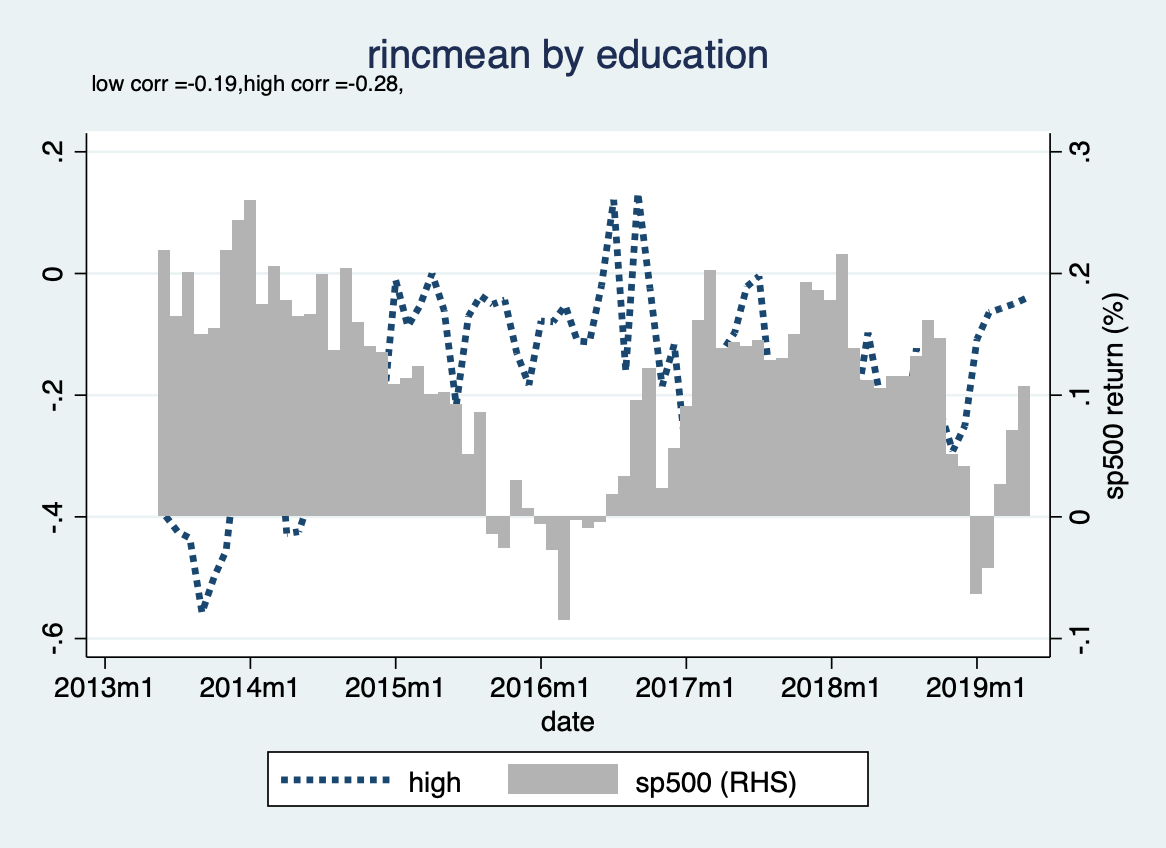 rincmean by education
low corr =-0.19,high corr =-0.28,
.2
0
-.2
-.4
-.6
.3
.2
.1
0
-.1
sp500 return (%)
2013m1 2014m1 2015m1 2016m1 2017m1 2018m1 2019m1
date
high sp500 (RHS)